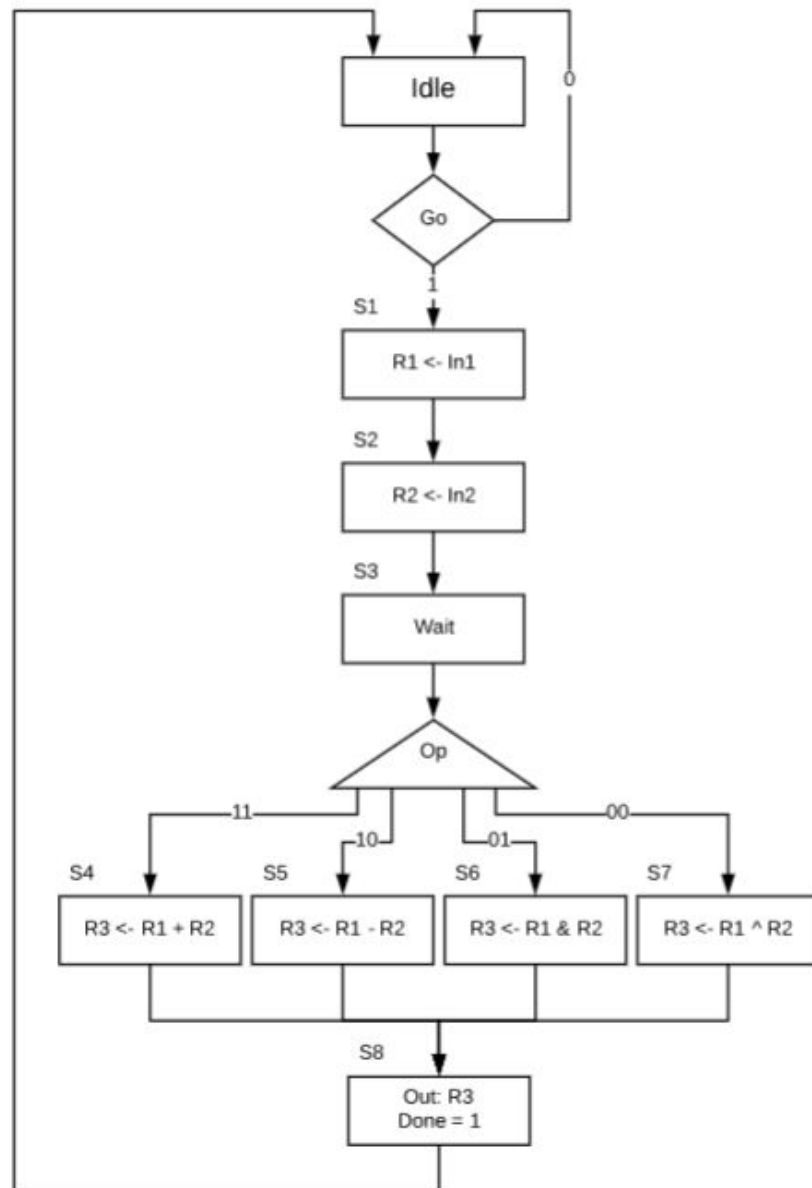 Idle
0
Go
1
S1
R1 <- In1
S2
R2 <- In2
S3
Wait
Op
11
10
01
00
S4
S5
S6
S7
R3 <- R1 + R2
R3 <- R1 - R2
R3 <- R1 & R2
R3 <- R1 ^ R2
S8
Out: R3
Done = 1